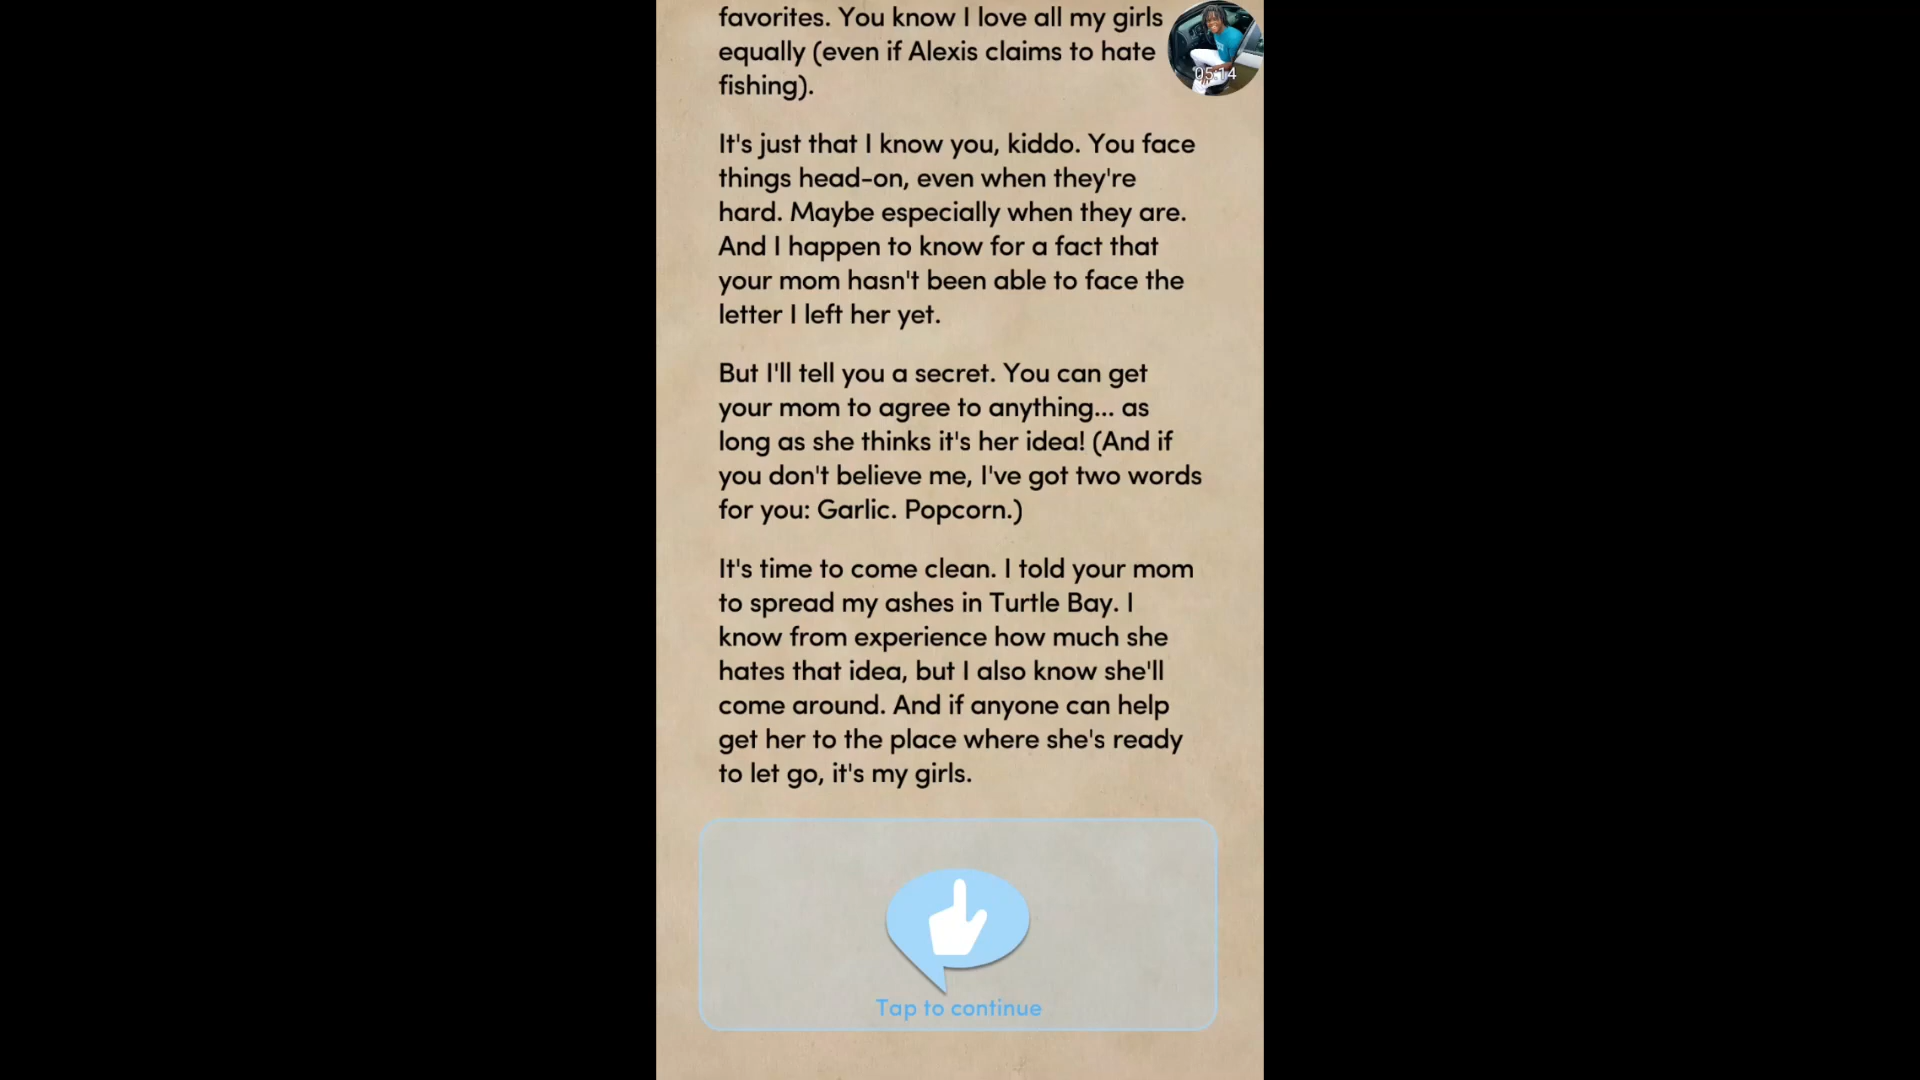 favorites. You know I love all my girls
equally (even if Alexis claims to hate
fishing).
05:14
It's just that I know you, kiddo. You face
things head-on, even when they're
hard. Maybe especially when they are.
And I happen to know for a fact that
your mom hasn't been able to face the
letter I left her yet.
But I'll tell you a secret. You can get
your mom to agree to anything... as
long as she thinks it's her idea! (And if
you don't believe me, I've got two words
for you: Garlic. Popcorn.)
It's time to come clean. I told your mom
to spread my ashes in Turtle Bay. I
know from experience how much she
hates that idea, but I also know she'll
come around. And if anyone can help
get her to the place where she's ready
to let go, it's my girls.
Tap to continue